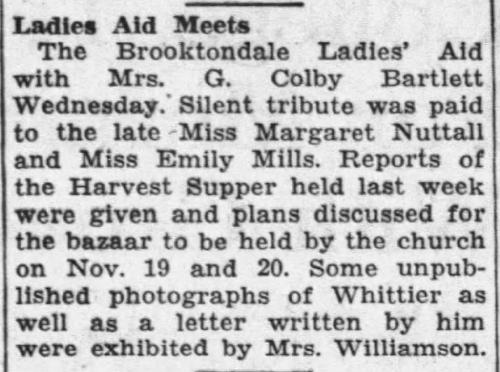 Ladies Aid Meets
The Brooktondale Ladies' Aid
with Mrs. G. Colby Bartlett
Wednesday. Silent tribute was paid
to the late Miss Margaret Nuttall
and Miss Emily Mills. Reports of
the Harvest Supper held last week
were given and plans discussed for
the bazaar to be held by the church
on Nov. 19 and 20. Some unpub-
lished photographs of Whittier as
well as a letter written by him
were exhibited by Mrs. Williamson.